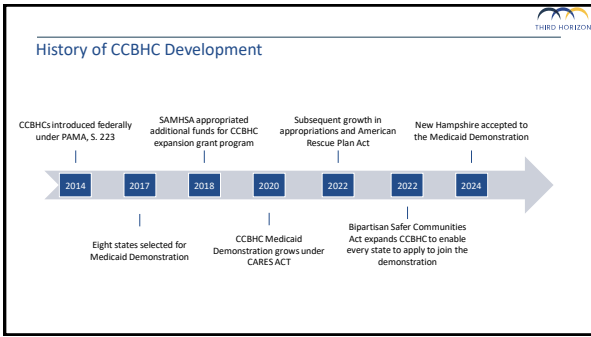 THIRD HORIZON
History of CCBHC Development
CCBHCs introduced federally
under PAMA, S. 223
SAMHSA appropriated
additional funds for CCBHC
expansion grant program
Subsequent growth in
appropriations and American
Rescue Plan Act
New Hampshire accepted to
the Medicaid Demonstration
2014
2017
2018
2020
2022
2022
2024
Eight states selected for
Medicaid Demonstration
CCBHC Medicaid
Demonstration grows under
CARES ACT
Bipartisan Safer Communities
Act expands CCBHC to enable
every state to apply to join the
demonstration